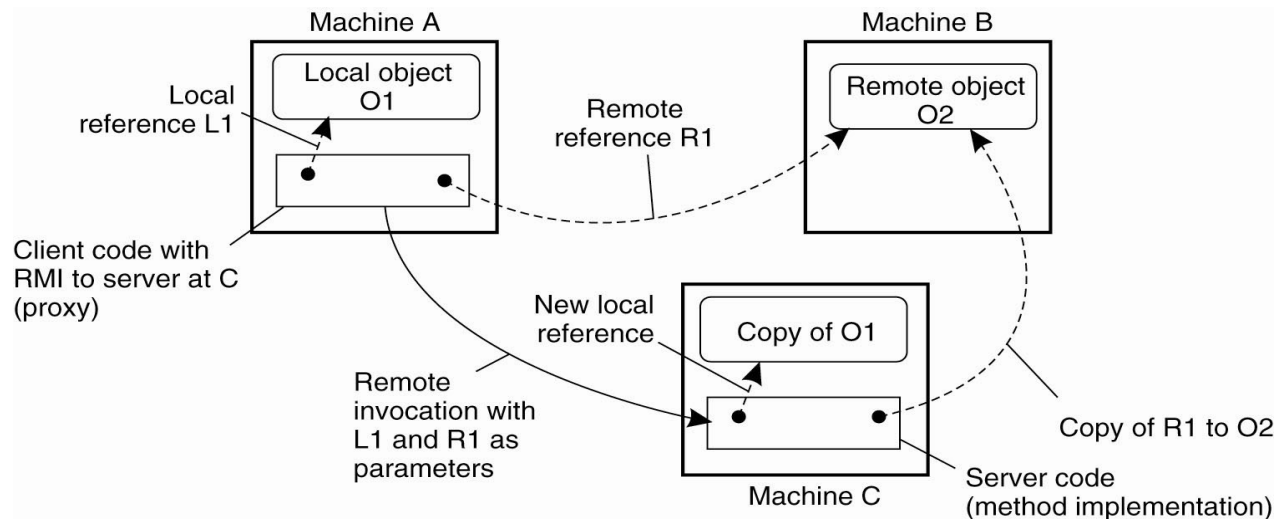 Machine A
Machine B
Local object
O1
Remote object
O2
Local
reference L1
Remote
reference R1
Client code with
RMI to server at C
(proxy)
New local
reference
Copy of O1
Remote
invocation with
L1 and R1 as
parameters
Copy of R1 to O2
Server code
(method implementation)
Machine C